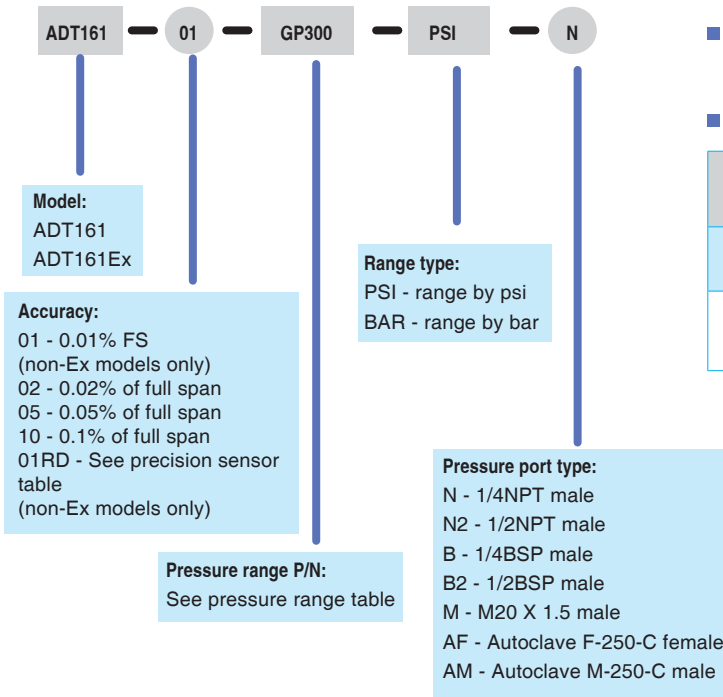 ADT161 01 GP300 PSI N
Model:
ADT161
ADT161Ex
Accuracy:
01 - 0.01% FS
(non-Ex models only)
02 - 0.02% of full span
05 - 0.05% of full span
10 - 0.1% of full span
01RD - See precision sensor
table
(non-Ex models only)
Pressure range P/N:
See pressure range table
Range type:
PSI - range by psi
BAR - range by bar
Pressure port type:
N - 1/4NPT male
N2 - 1/2NPT male
B - 1/4BSP male
B2 - 1/2BSP male
M - M20 X 1.5 male
AF - Autoclave F-250-C female
AM - Autoclave M-250-C male